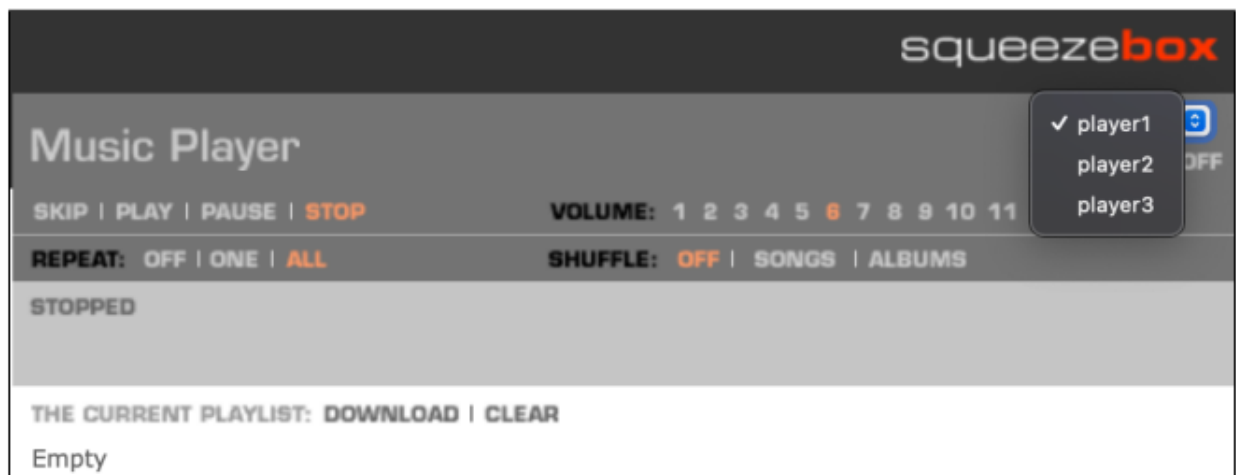 squeezebox
Music Player
✓ player1
player2
player3
OFF
SKIP | PLAY | PAUSE | STOP
VOLUME: 1 2 3 4 5 6 7 8 9 10 11
REPEAT: OFF | ONE | ALL
SHUFFLE: OFF | SONGS | ALBUMS
STOPPED
THE CURRENT PLAYLIST: DOWNLOAD | CLEAR
Empty